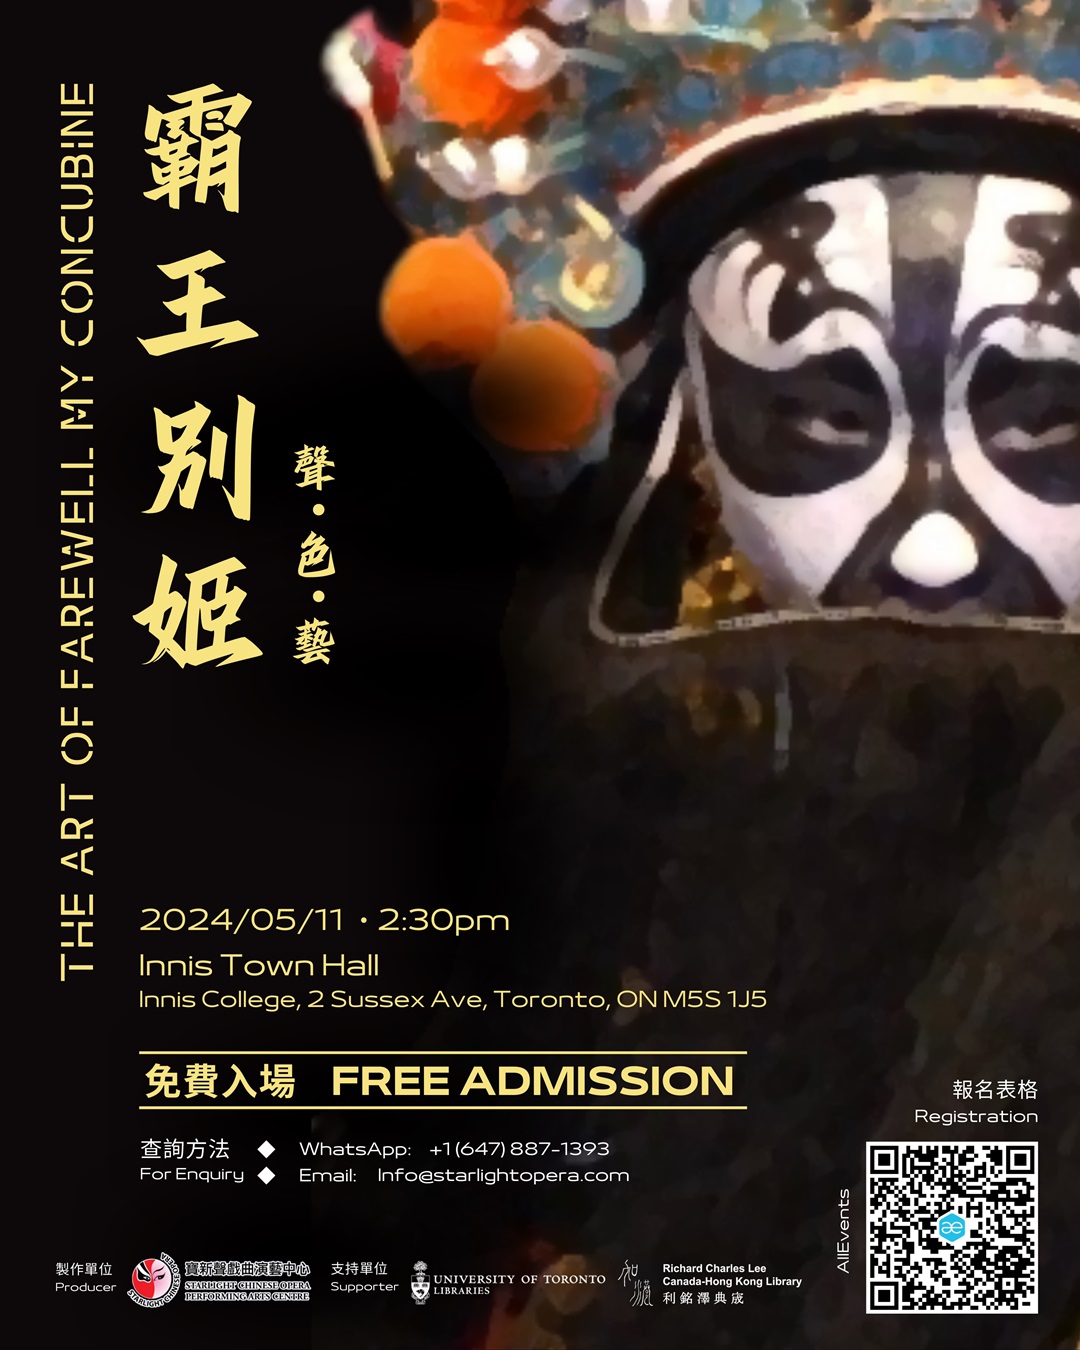 THE ART OF FAREWELL MY CONCUBINE
霸王別姬
聲・色・藝
2024/05/11・2:30pm
Innis Town Hall
Innis College, 2 Sussex Ave, Toronto, ON M5S 1J5
免費入場 FREE ADMISSION
查詢方法 ◆ WhatsApp: +1 (647) 887-1393
For Enquiry ◆ Email: Info@starlightopera.com
報名表格
Registration
AllEvents
æ
製作單位
Producer
STARLIGHT CHINESE OPERA
寶新聲戲曲演藝中心
STARLIGHT CHINESE OPERA
PERFORMING ARTS CENTRE
支持單位
Supporter
UNIVERSITY OF TORONTO
LIBRARIES
Richard Charles Lee
Canada-Hong Kong Library
利銘澤典宬